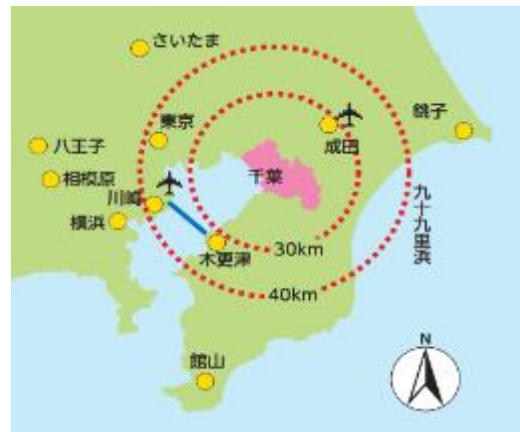 さいたま
東京
成田
銚子
八王子
千葉
相模原
川崎
横浜
九十九里浜
木更津
30km
40km
館山
N